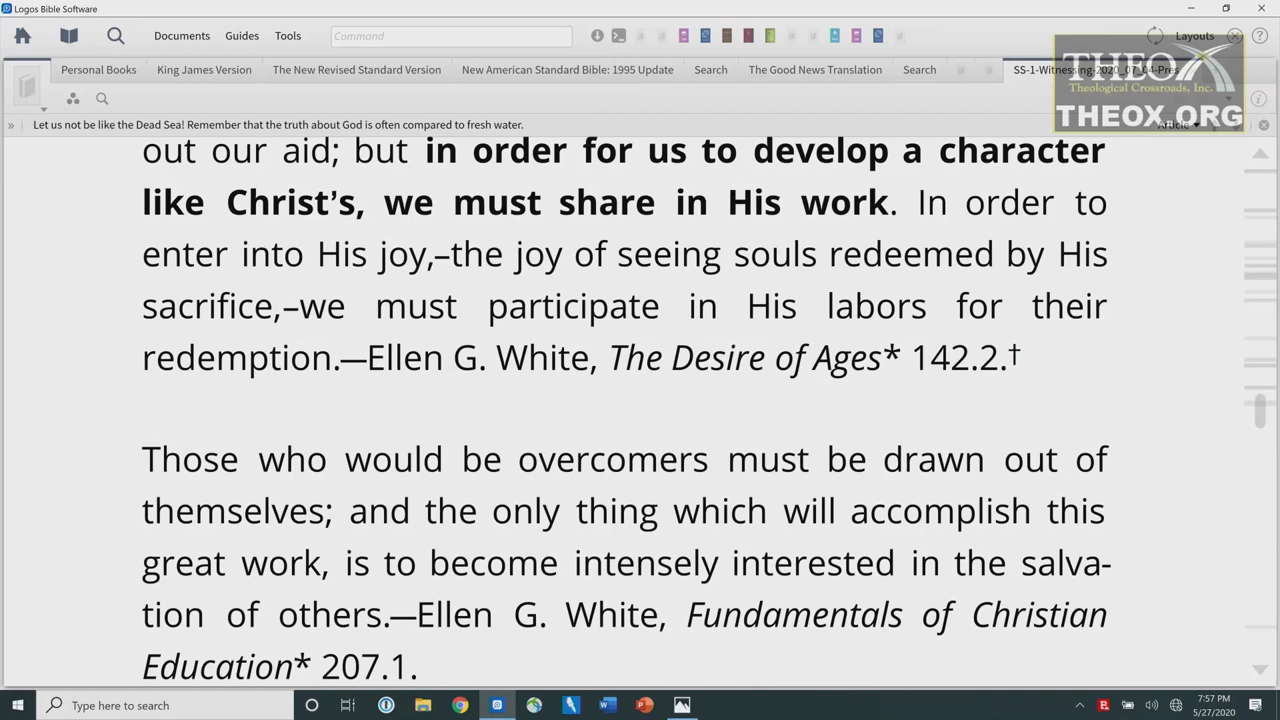 Logos Bible Software
Documents Guides Tools Command Layouts
Personal Books King James Version The New Revised New American Standard Bible: 1995 Update Search The Good News Translation Search SS-1-Witnessing-2020_07_04-Pres
THEOX
Theological Crossroads, Inc.
THEOX.ORG
» Let us not be like the Dead Sea! Remember that the truth about God is often compared to fresh water. Article
out our aid; but in order for us to develop a character
like Christ's, we must share in His work. In order to
enter into His joy,–the joy of seeing souls redeemed by His
sacrifice,–we must participate in His labors for their
redemption.—Ellen G. White, The Desire of Ages* 142.2.†
Those who would be overcomers must be drawn out of
themselves; and the only thing which will accomplish this
great work, is to become intensely interested in the salva-
tion of others.—Ellen G. White, Fundamentals of Christian
Education* 207.1.
Type here to search
7:57 PM
5/27/2020